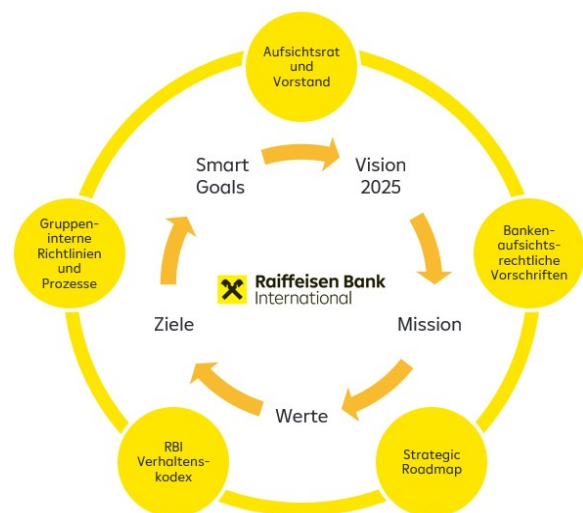 Aufsichtsrat
und
Vorstand
Smart
Goals
Vision
2025
Gruppen-
interne
Richtlinien
und
Prozesse
Banken-
aufsichts-
rechtliche
Vorschriften
Raiffeisen Bank
International
Ziele
Mission
Werte
RBI
Verhaltens-
kodex
Strategic
Roadmap